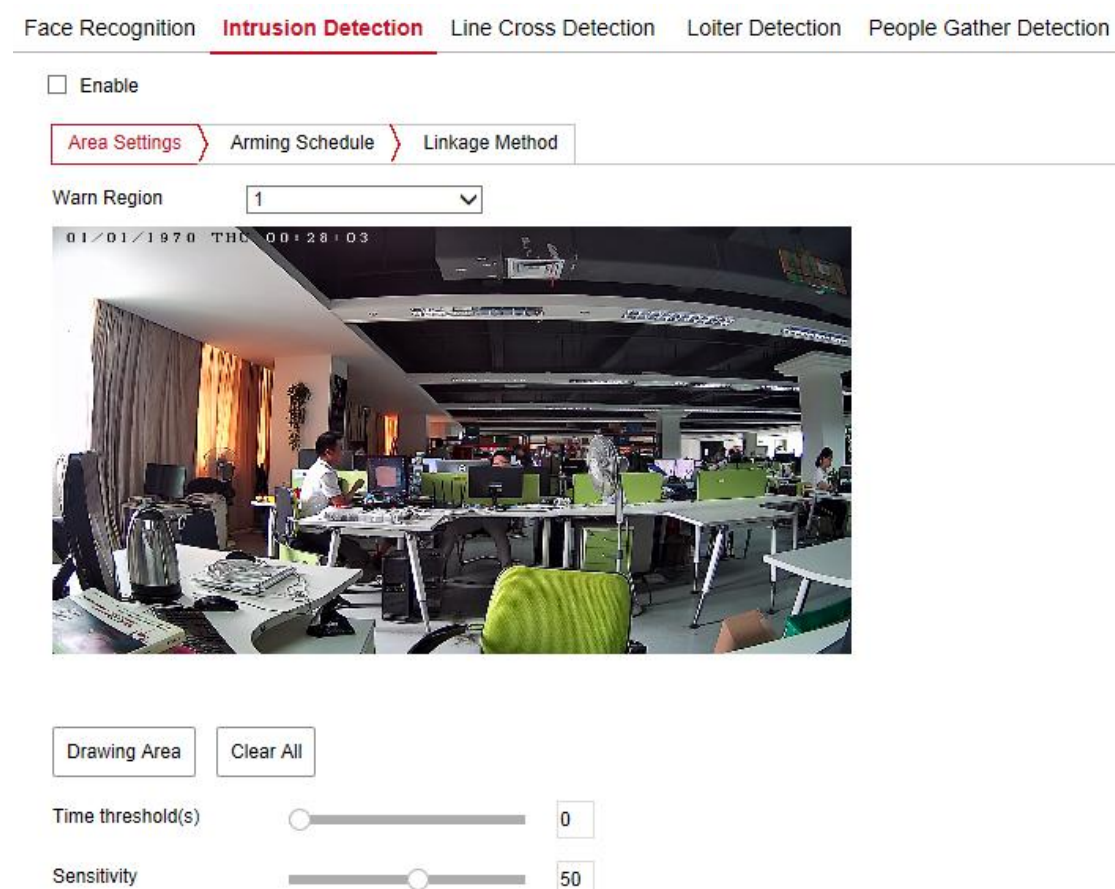 Face Recognition Intrusion Detection Line Cross Detection Loiter Detection People Gather Detection
Enable
Area Settings Arming Schedule Linkage Method
Warn Region 1
01/01/1970 THU 00:28:03
Drawing Area Clear All
Time threshold(s) 0
Sensitivity 50